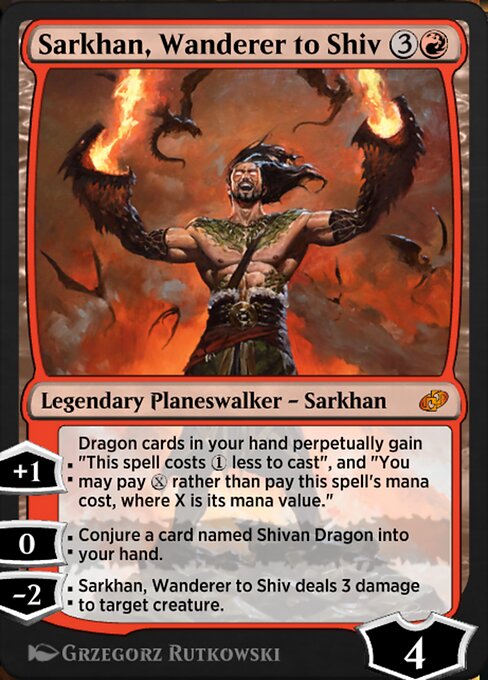 Sarkhan, Wanderer to Shiv 3
Legendary Planeswalker – Sarkhan
+1
Dragon cards in your hand perpetually gain
"This spell costs 1 less to cast", and "You
may pay X rather than pay this spell's mana
cost, where X is its mana value."
0
Conjure a card named Shivan Dragon into
your hand.
-2
Sarkhan, Wanderer to Shiv deals 3 damage
to target creature.
4
Grzegorz Rutkowski